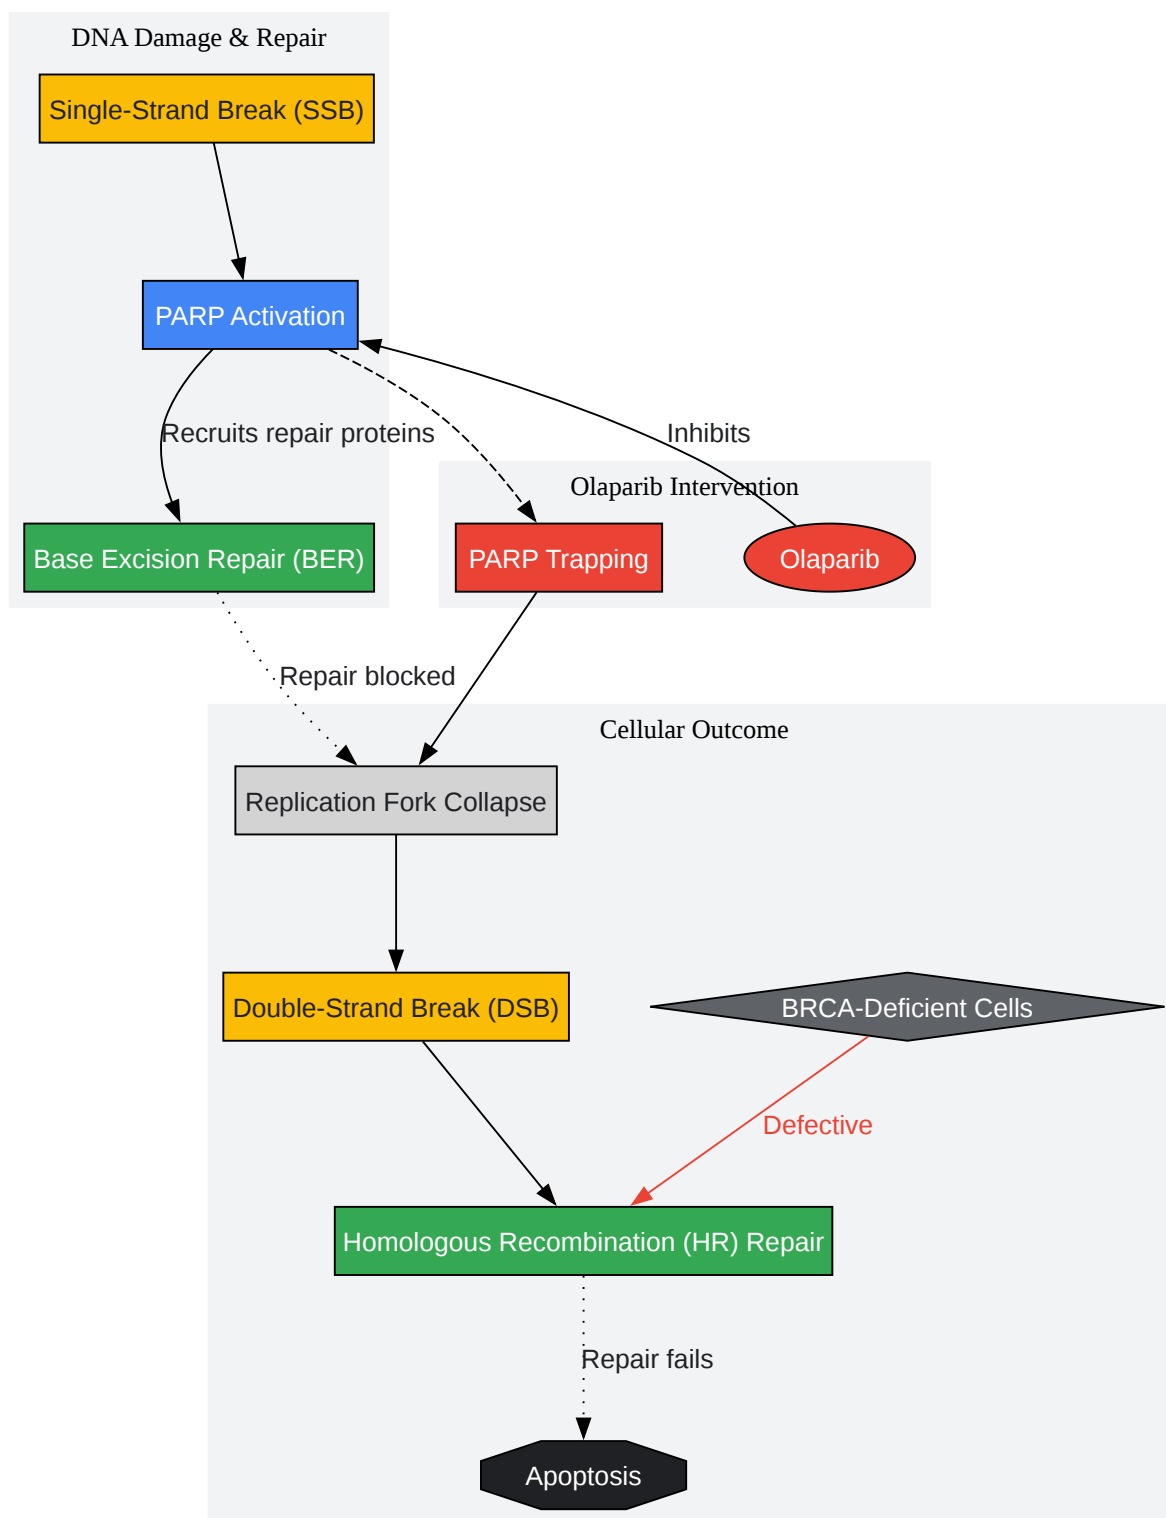 DNA Damage & Repair
Single-Strand Break (SSB)
PARP Activation
Recruits repair proteins
Inhibits
Olaparib Intervention
Base Excision Repair (BER)
PARP Trapping
Olaparib
Repair blocked
Cellular Outcome
Replication Fork Collapse
Double-Strand Break (DSB)
BRCA-Deficient Cells
Defective
Homologous Recombination (HR) Repair
Repair fails
Apoptosis